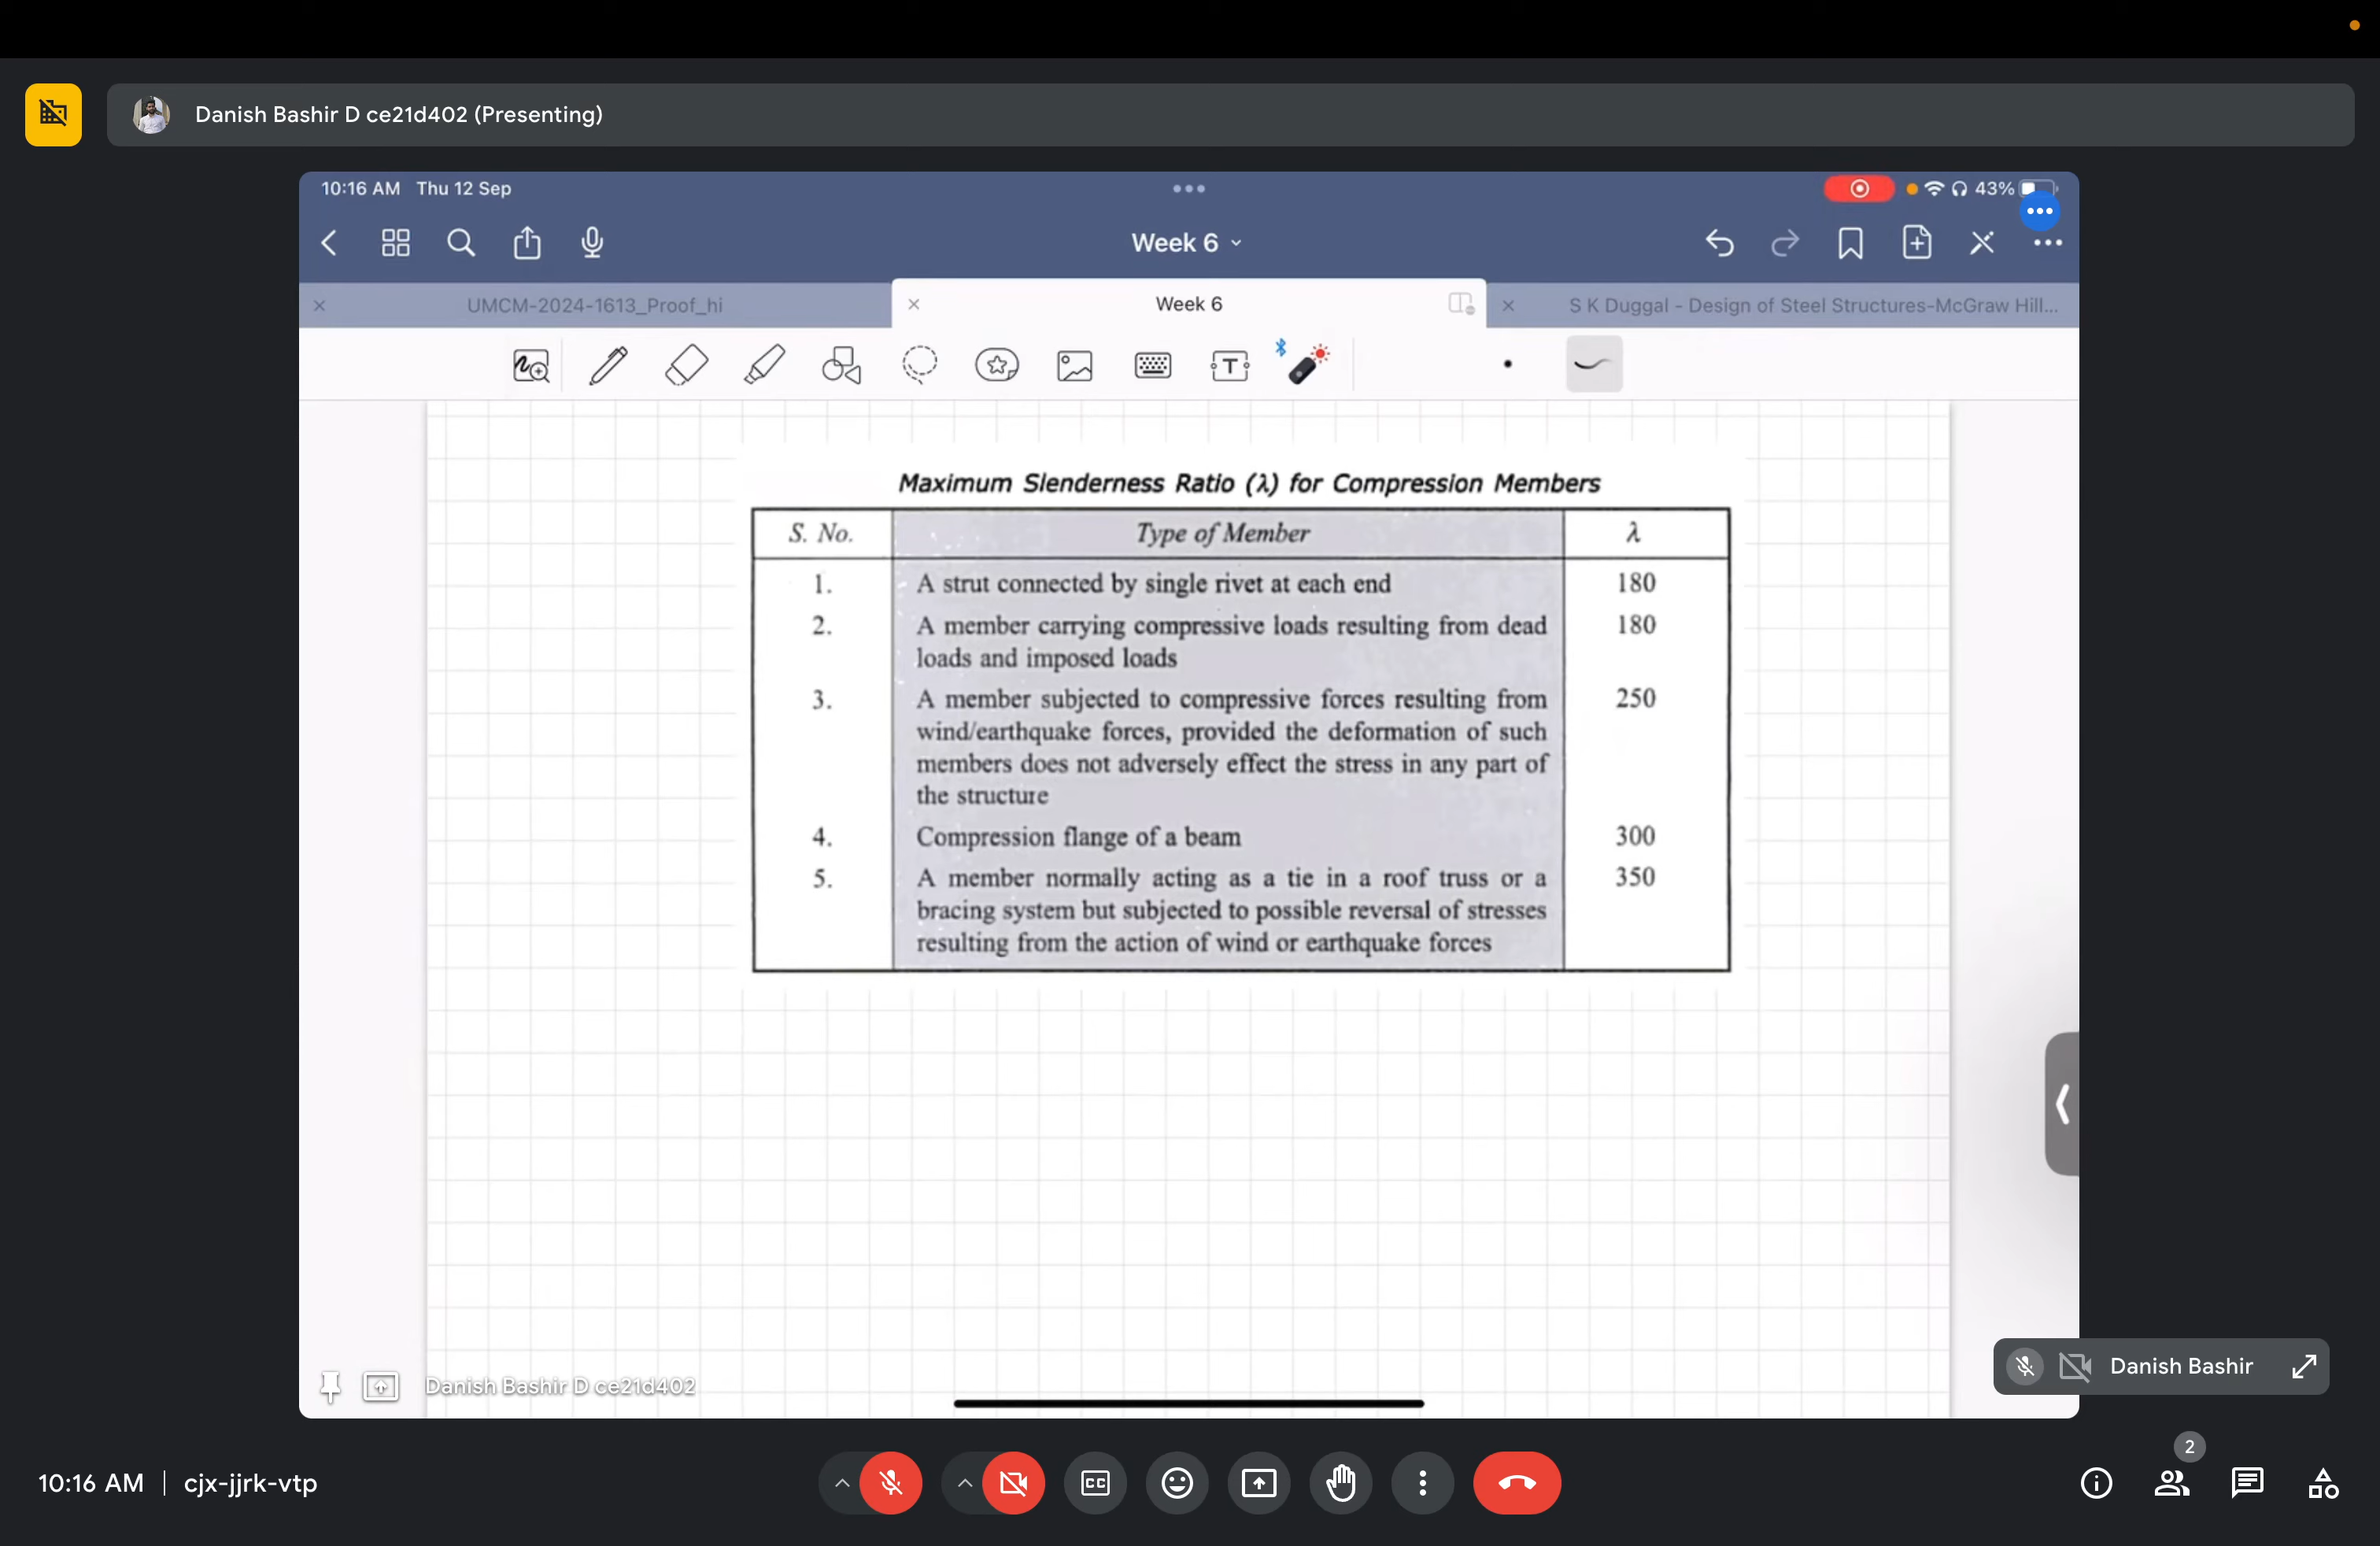 Danish Bashir D ce21d402 (Presenting)
10:16 AM Thu 12 Sep
43%
Week 6
UMCM-2024-1613_Proof_hi
Week 6
S K Duggal - Design of Steel Structures-McGraw Hill...
T
Maximum Slenderness Ratio (λ) for Compression Members
S. No. Type of Member λ
1. A strut connected by single rivet at each end 180
2. A member carrying compressive loads resulting from dead 180
loads and imposed loads
3. A member subjected to compressive forces resulting from 250
wind/earthquake forces, provided the deformation of such
members does not adversely effect the stress in any part of
the structure
4. Compression flange of a beam 300
5. A member normally acting as a tie in a roof truss or a 350
bracing system but subjected to possible reversal of stresses
resulting from the action of wind or earthquake forces
Danish Bashir D ce21d402
Danish Bashir
10:16 AM | cjx-jjrk-vtp
CC
2